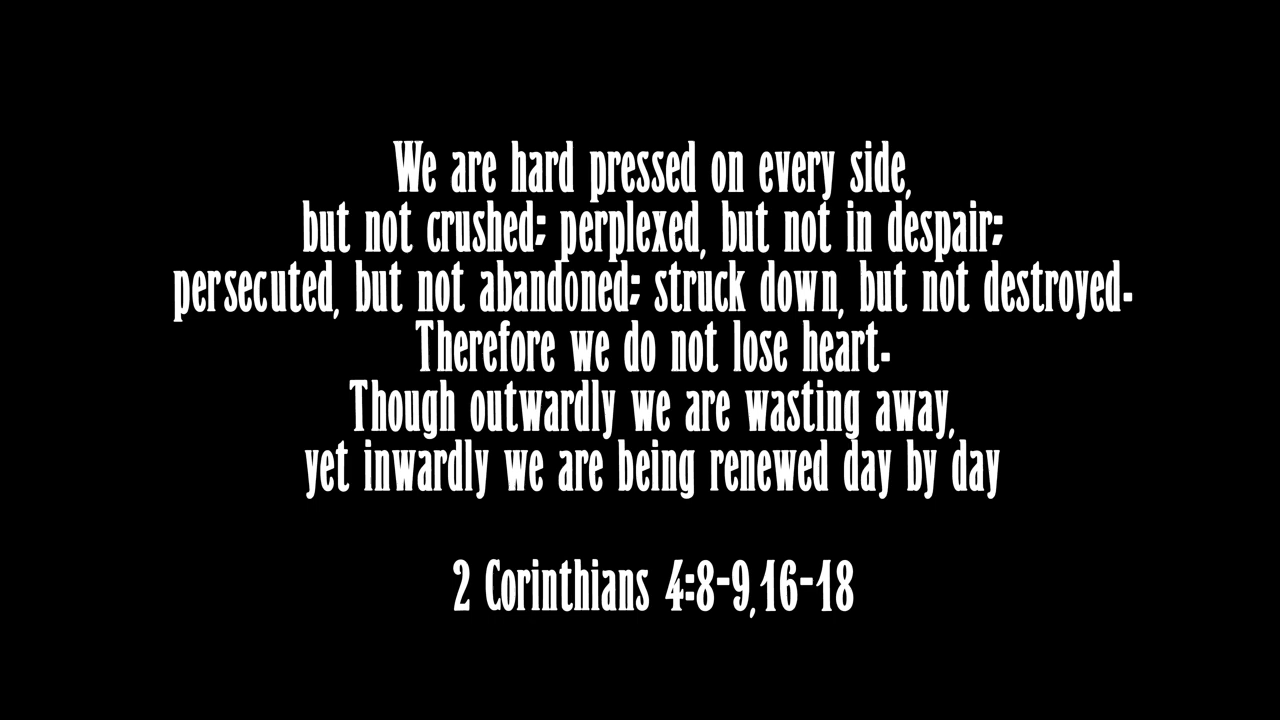 We are hard pressed on every side,
but not crushed; perplexed, but not in despair;
persecuted, but not abandoned; struck down, but not destroyed.
Therefore we do not lose heart.
Though outwardly we are wasting away,
yet inwardly we are being renewed day by day
2 Corinthians 4:8-9,16-18